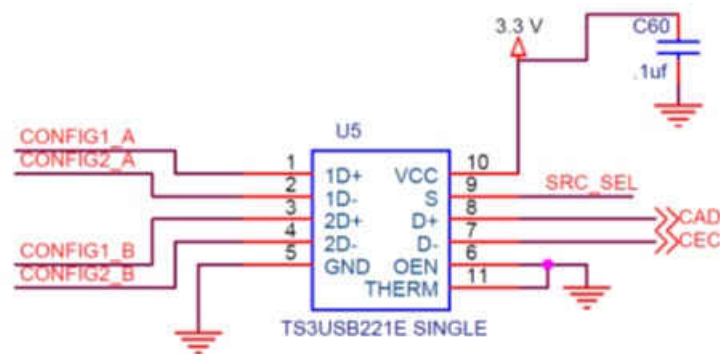 3.3 V
C60
.1uf
U5
CONFIG1_A
CONFIG2_A
CONFIG1_B
CONFIG2_B
1 1D+ VCC 10
2 1D- S 9 SRC_SEL
3 2D+ D+ 8 CAD
4 2D- D- 7 CEC
5 GND OEN 6
THERM 11
TS3USB221E SINGLE